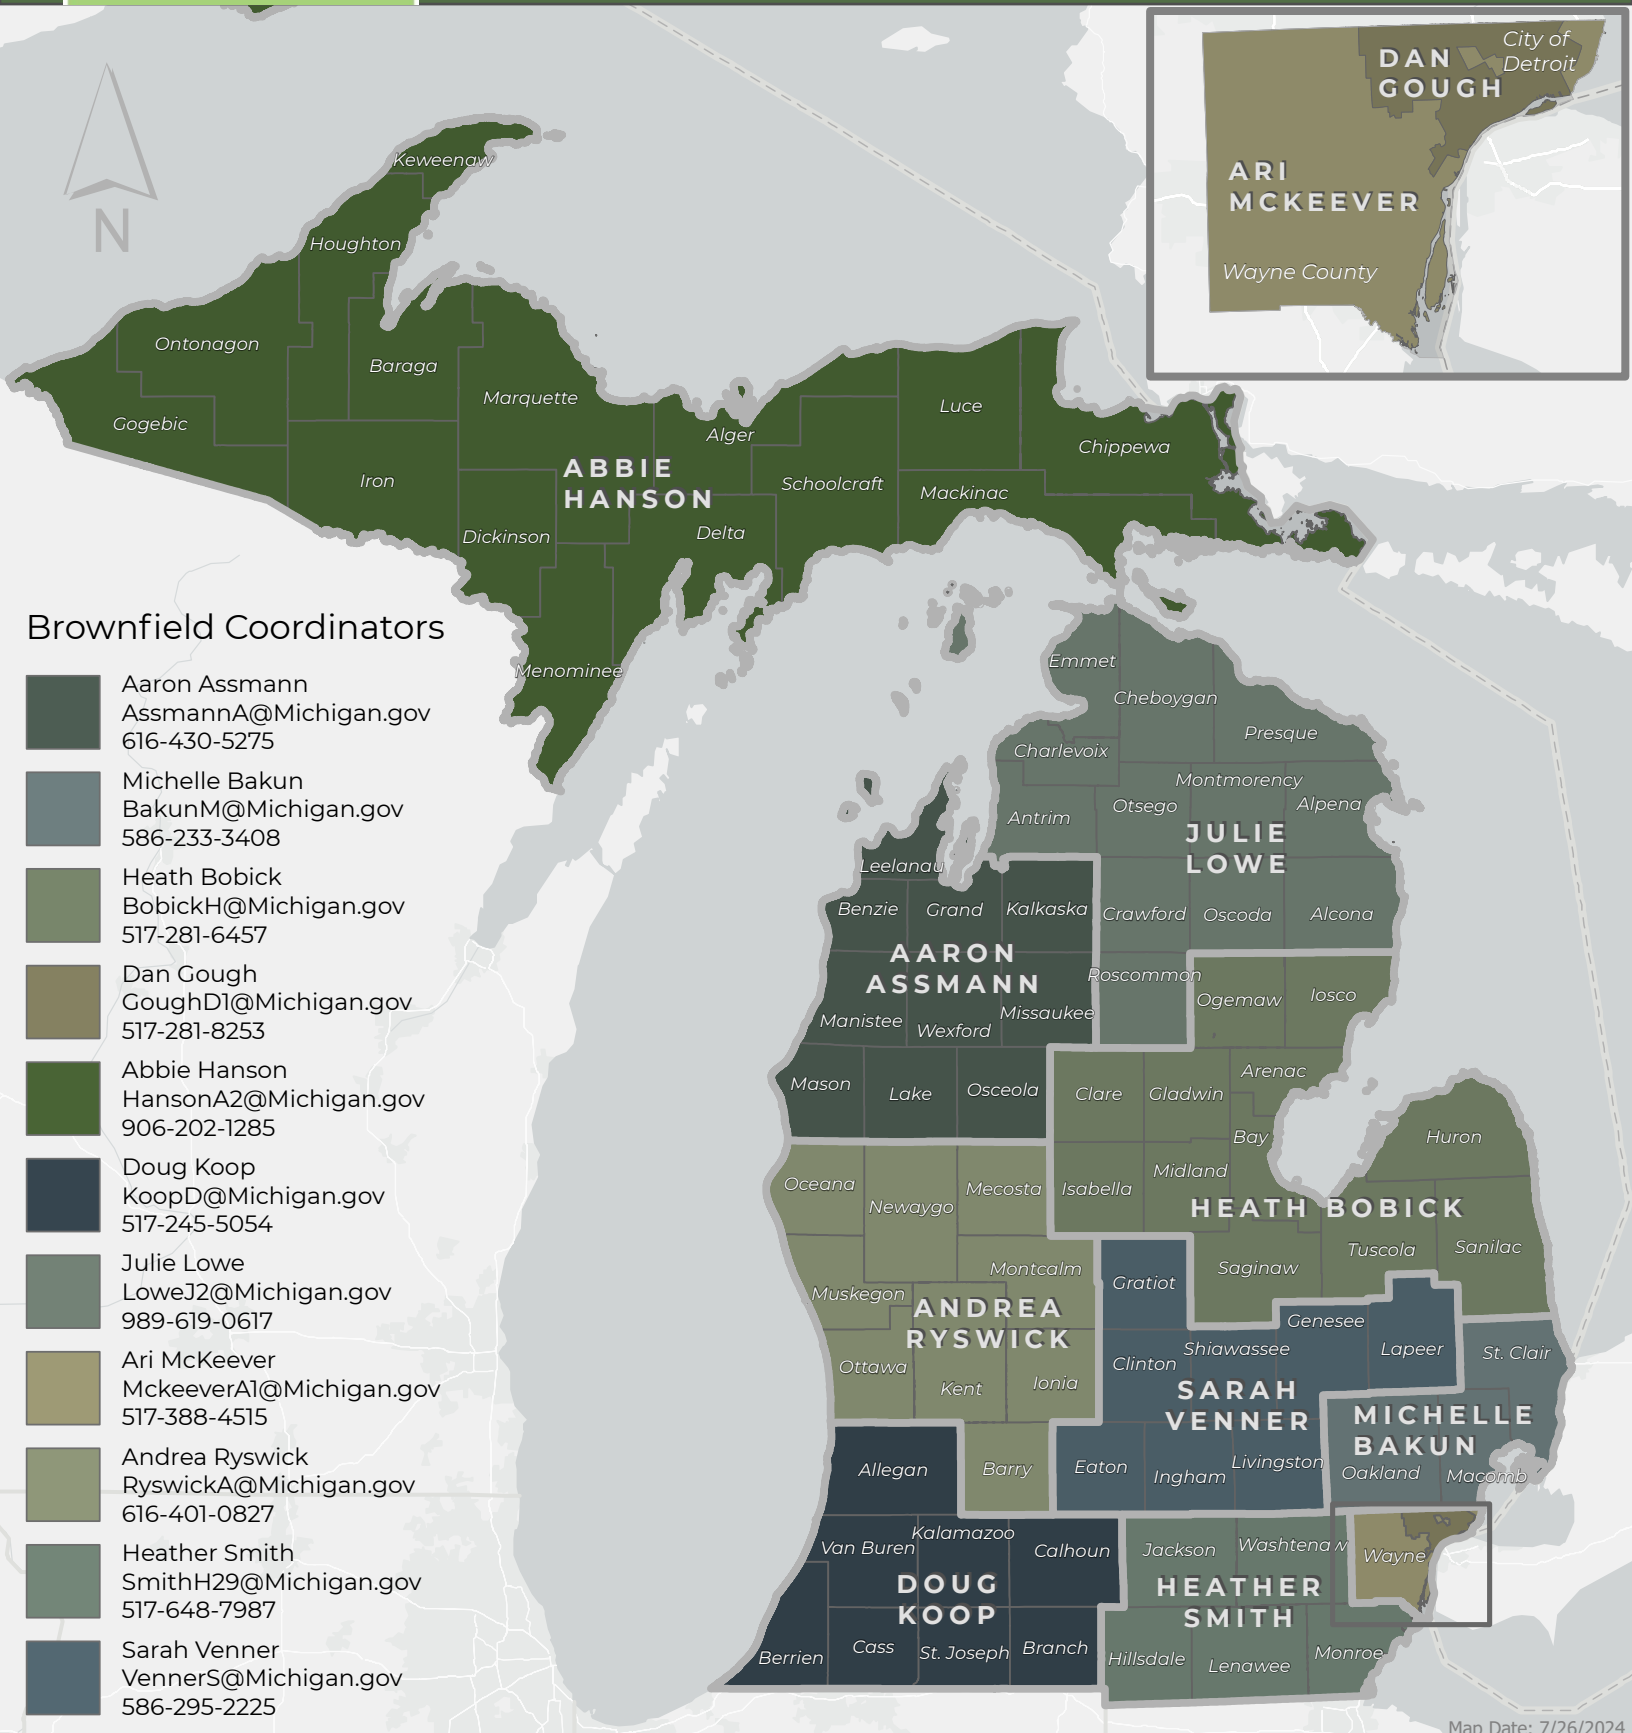 City of
Detroit
DAN
GOUGH
ARI
MCKEEVER
Wayne County
N
Keweenaw
Houghton
Ontonagon
Baraga
Gogebic
Marquette
Iron
Alger
Luce
Chippewa
ABBIE
HANSON
Schoolcraft
Mackinac
Dickinson
Delta
Menominee
Brownfield Coordinators
Aaron Assmann
AssmannA@Michigan.gov
616-430-5275
Michelle Bakun
BakunM@Michigan.gov
586-233-3408
Heath Bobick
BobickH@Michigan.gov
517-281-6457
Dan Gough
GoughD1@Michigan.gov
517-281-8253
Abbie Hanson
HansonA2@Michigan.gov
906-202-1285
Doug Koop
KoopD@Michigan.gov
517-245-5054
Julie Lowe
LoweJ2@Michigan.gov
989-619-0617
Ari McKeever
MckeeverA1@Michigan.gov
517-388-4515
Andrea Ryswick
RyswickA@Michigan.gov
616-401-0827
Heather Smith
SmithH29@Michigan.gov
517-648-7987
Sarah Venner
VennerS@Michigan.gov
586-295-2225
Emmet
Cheboygan
Presque
Charlevoix
Montmorency
Otsego
Alpena
Antrim
JULIE
LOWE
Leelanau
Benzie
Grand
Kalkaska
Crawford
Oscoda
Alcona
AARON
ASSMANN
Roscommon
Ogemaw
Iosco
Manistee
Wexford
Missaukee
Mason
Lake
Osceola
Clare
Gladwin
Arenac
Bay
Huron
Oceana
Newaygo
Mecosta
Isabella
Midland
HEATH BOBICK
Tuscola
Sanilac
Saginaw
Montcalm
Gratiot
Muskegon
ANDREA
RYSWICK
Genesee
Shiawassee
Lapeer
St. Clair
Ottawa
Kent
Ionia
Clinton
SARAH
VENNER
MICHELLE
BAKUN
Allegan
Barry
Eaton
Ingham
Livingston
Oakland
Macomb
Van Buren
Kalamazoo
Calhoun
Jackson
Washtenaw
Wayne
DOUG
KOOP
HEATHER
SMITH
Berrien
Cass
St. Joseph
Branch
Hillsdale
Lenawee
Monroe
Map Date: 7/26/2024